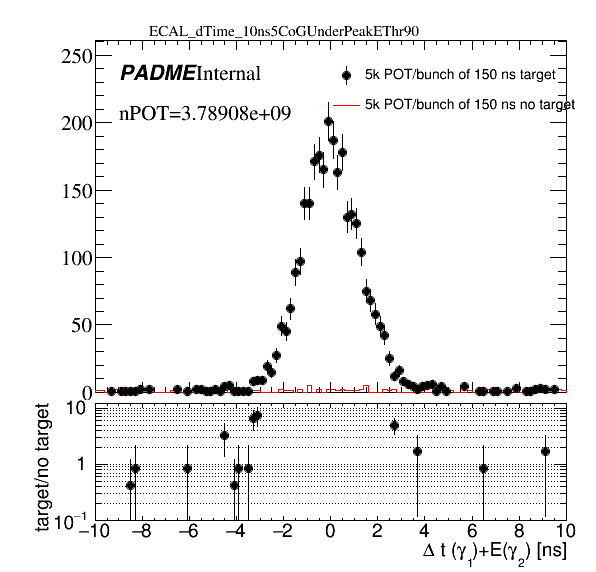 ECAL_dTime_10ns5CoGUnderPeakEThr90
250
200
150
100
50
0
PADME Internal
nPOT=3.78908e+09
5k POT/bunch of 150 ns target
5k POT/bunch of 150 ns no target
target/no target
10
1
10⁻¹
−10 −8 −6 −4 −2 0 2 4 6 8 10
Δ t (γ₁)+E(γ₂) [ns]